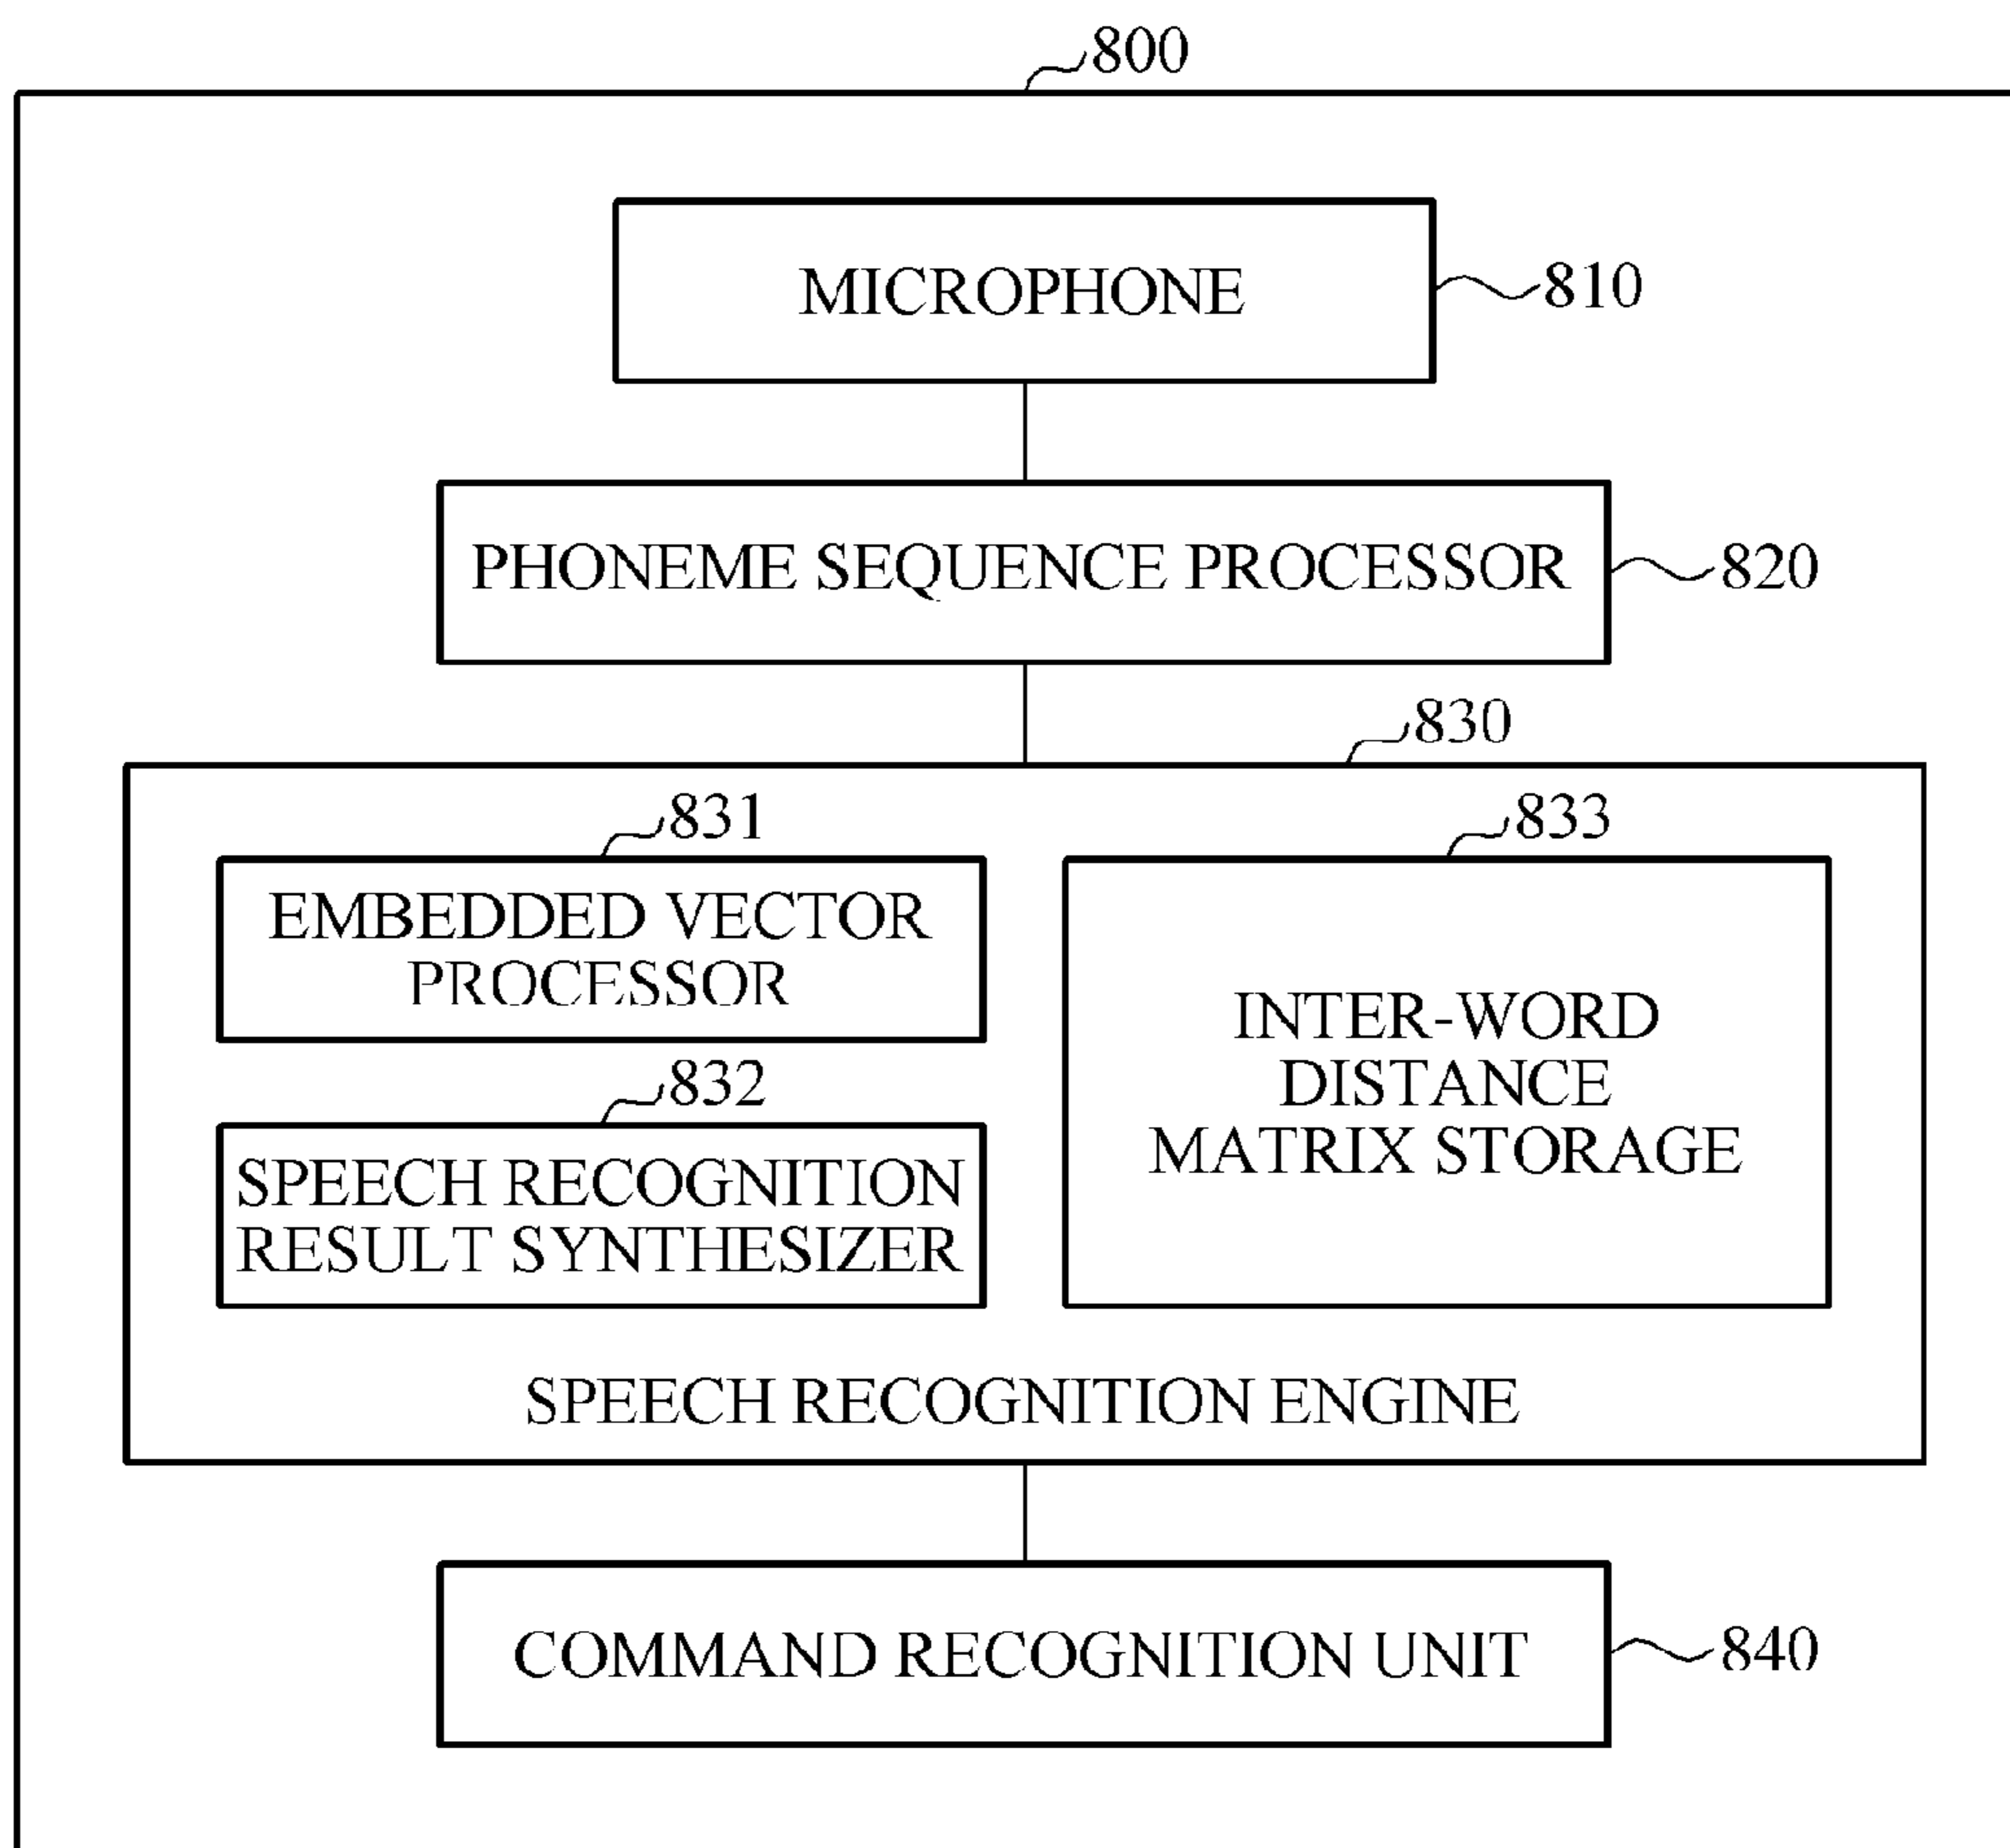 800
MICROPHONE
810
PHONEME SEQUENCE PROCESSOR
820
830
831
EMBEDDED VECTOR
PROCESSOR
832
SPEECH RECOGNITION
RESULT SYNTHESIZER
833
INTER-WORD
DISTANCE
MATRIX STORAGE
SPEECH RECOGNITION ENGINE
COMMAND RECOGNITION UNIT
840